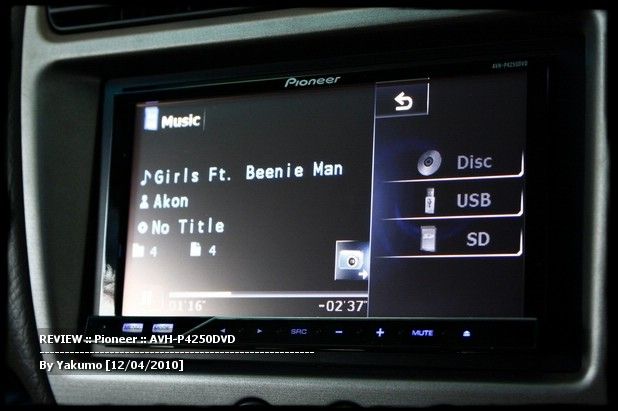 Pioneer
AVH-P4250DVD
Music
Girls Ft. Beenie Man
Akon
No Title
4 4
01'16" -02'37"
Disc
USB
SD
SRC - + MUTE
REVIEW :: Pioneer :: AVH-P4250DVD
By Yakumo [12/04/2010]